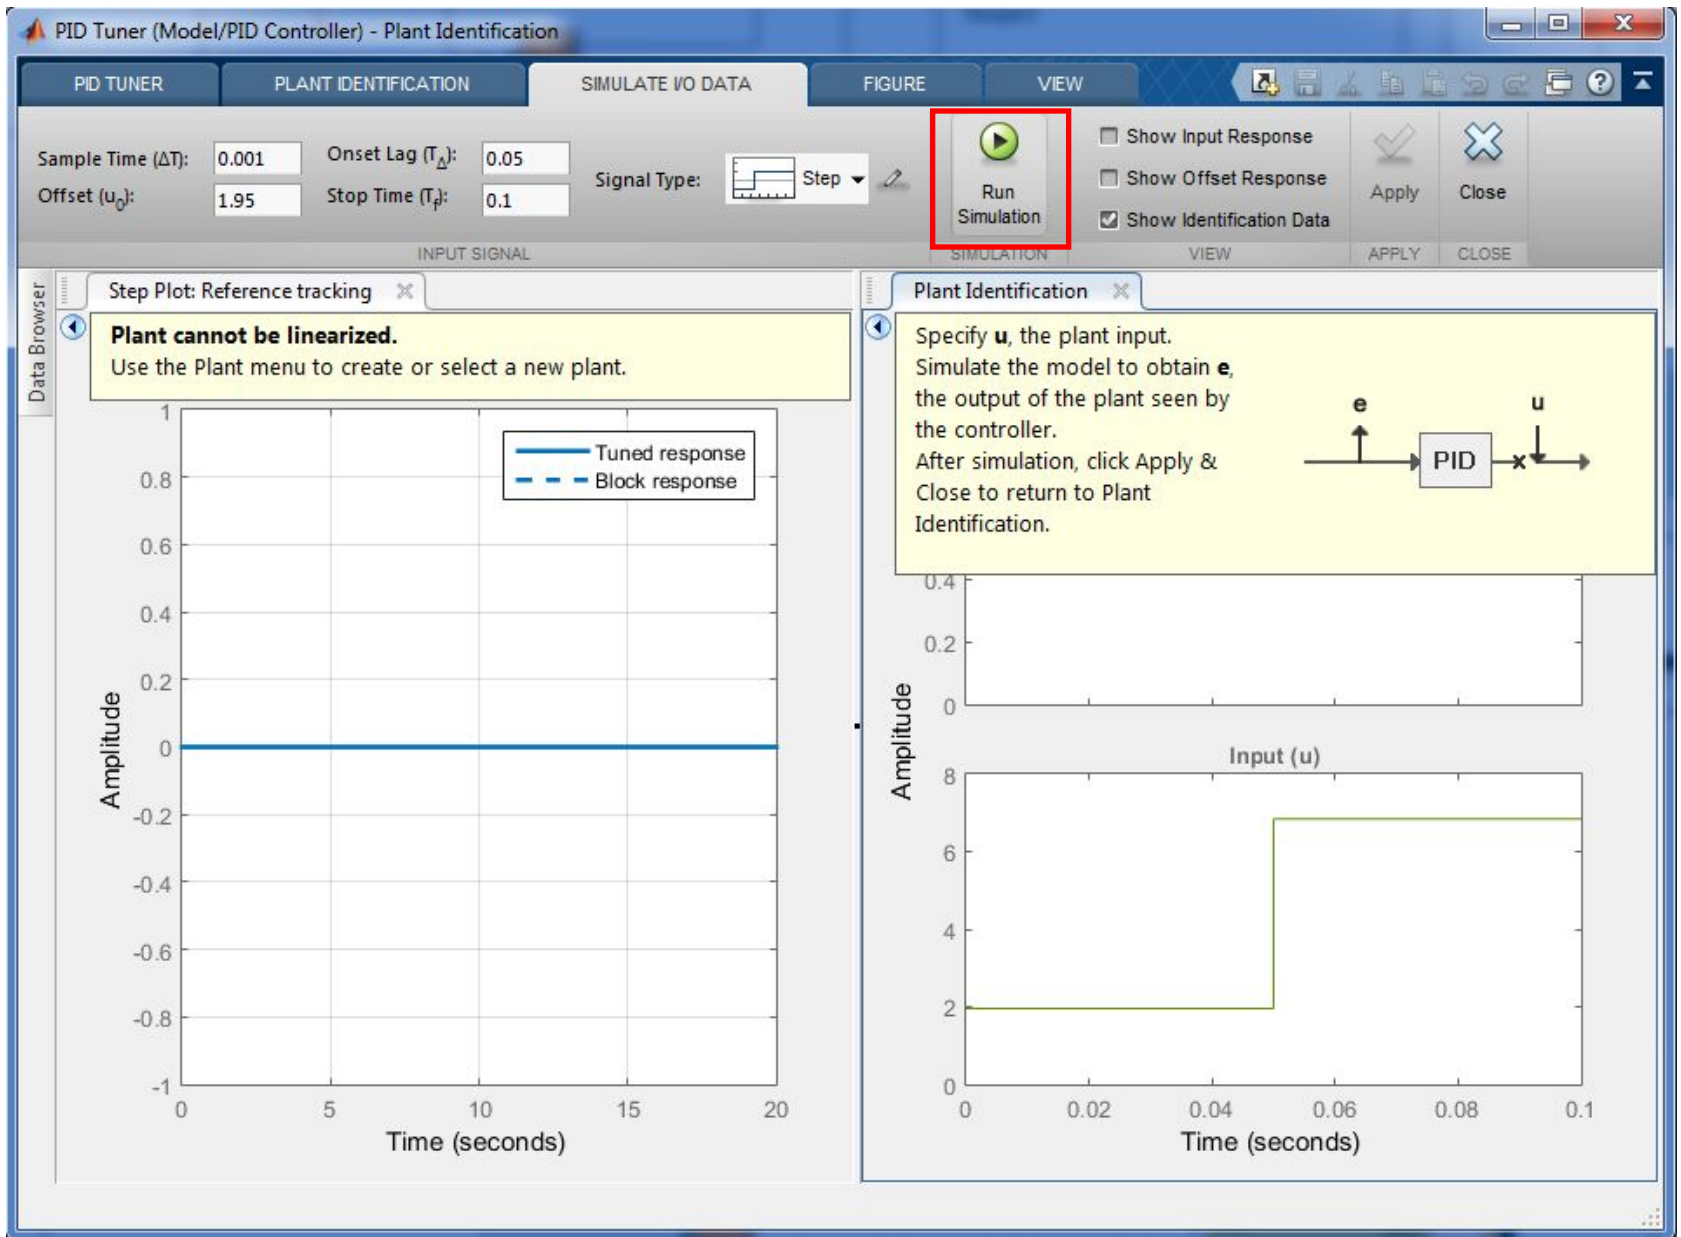 PID Tuner (Model/PID Controller) - Plant Identification
PID TUNER
PLANT IDENTIFICATION
SIMULATE I/O DATA
FIGURE
VIEW
Sample Time (ΔT):
0.001
Onset Lag (TΔ):
0.05
Offset (u0):
1.95
Stop Time (Tf):
0.1
Signal Type:
Step
Run
Simulation
Show Input Response
Show Offset Response
Show Identification Data
Apply
Close
INPUT SIGNAL
SIMULATION
VIEW
APPLY
CLOSE
Data Browser
Step Plot: Reference tracking
Plant cannot be linearized.
Use the Plant menu to create or select a new plant.
Tuned response
Block response
1
0.8
0.6
0.4
0.2
0
-0.2
-0.4
-0.6
-0.8
-1
Amplitude
0
5
10
15
20
Time (seconds)
Plant Identification
Specify u, the plant input.
Simulate the model to obtain e,
the output of the plant seen by
the controller.
After simulation, click Apply &
Close to return to Plant
Identification.
e
u
PID
0.4
0.2
0
Amplitude
Input (u)
8
6
4
2
0
0
0.02
0.04
0.06
0.08
0.1
Time (seconds)